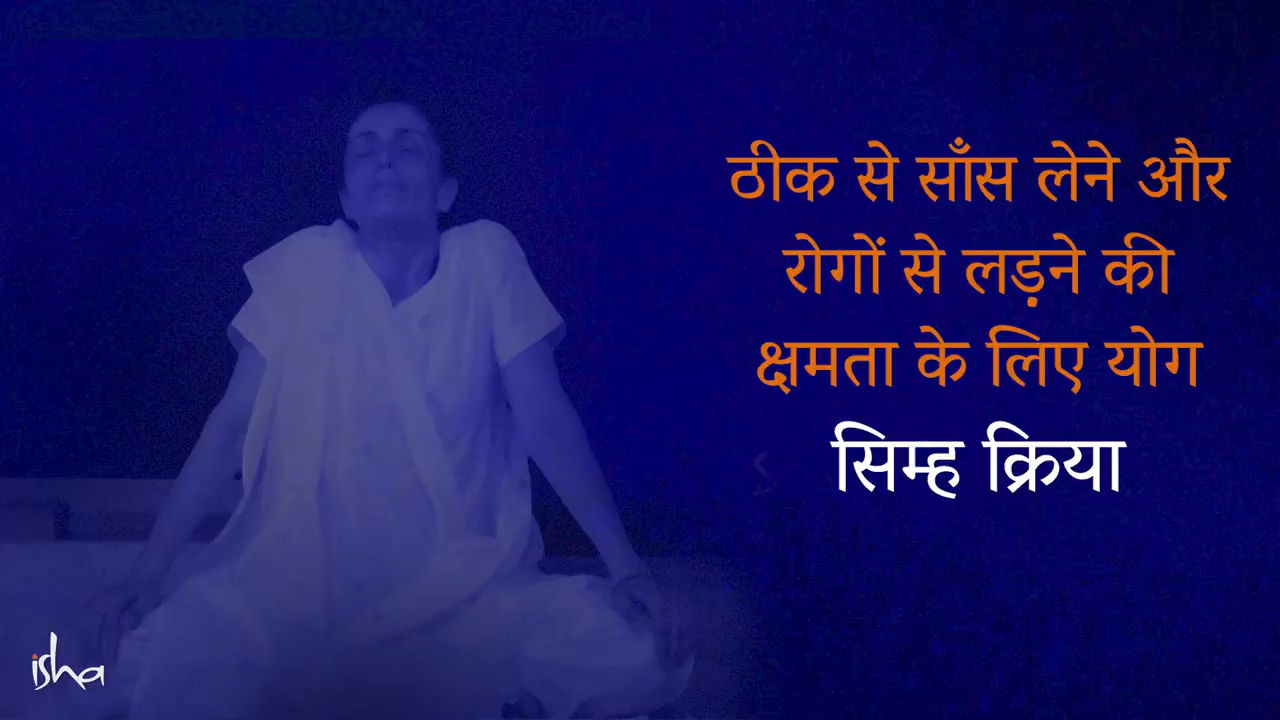 ठीक से साँस लेने और
रोगों से लड़ने की
क्षमता के लिए योग
सिम्ह क्रिया
isha